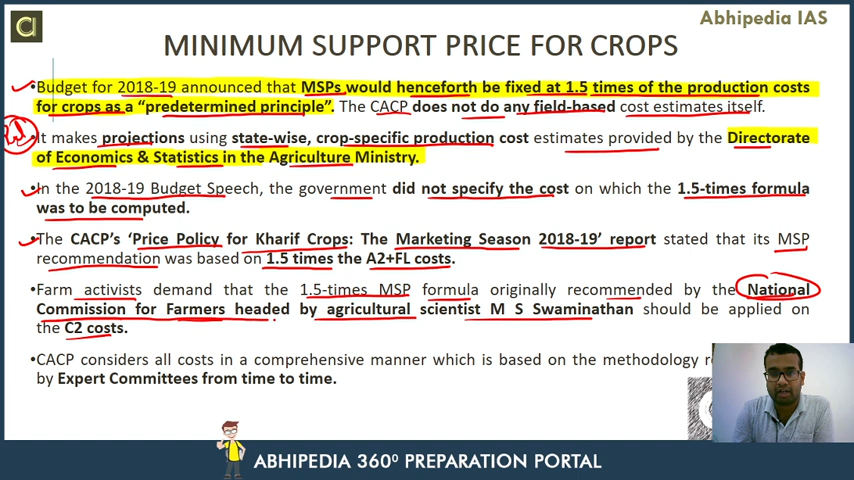 Abhipedia IAS
MINIMUM SUPPORT PRICE FOR CROPS
•Budget for 2018-19 announced that MSPs would henceforth be fixed at 1.5 times of the production costs
for crops as a “predetermined principle”. The CACP does not do any field-based cost estimates itself.
•It makes projections using state-wise, crop-specific production cost estimates provided by the Directorate
of Economics & Statistics in the Agriculture Ministry.
•In the 2018-19 Budget Speech, the government did not specify the cost on which the 1.5-times formula
was to be computed.
•The CACP’s ‘Price Policy for Kharif Crops: The Marketing Season 2018-19’ report stated that its MSP
recommendation was based on 1.5 times the A2+FL costs.
Farm activists demand that the 1.5-times MSP formula originally recommended by the National
Commission for Farmers headed by agricultural scientist M S Swaminathan should be applied on
the C2 costs.
•CACP considers all costs in a comprehensive manner which is based on the methodology
by Expert Committees from time to time.
ABHIPEDIA 360⁰ PREPARATION PORTAL